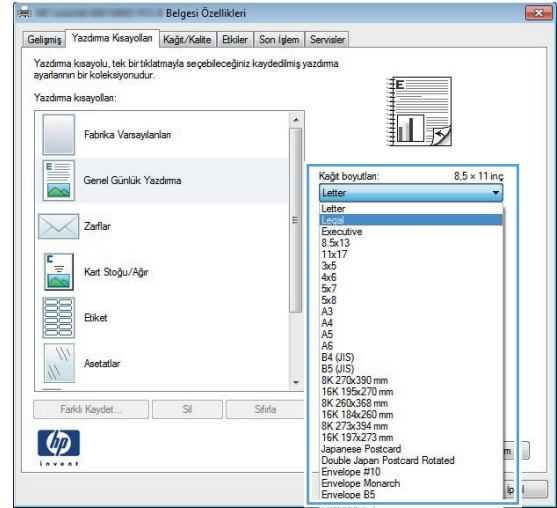 Belgesi Özellikleri
Gelişmiş
Yazdırma Kısayolları
Kağıt/Kalite
Etkiler
Son İşlem
Servisler
Yazdırma kısayolu, tek bir tıklatmayla seçebileceğiniz kaydedilmiş yazdırma
ayarlarının bir koleksiyonudur.
Yazdırma kısayolları:
Fabrika Varsayılanları
Genel Günlük Yazdırma
Zarflar
Kart Stoğu/Ağır
Etiket
Asetatlar
Farklı Kaydet...
Sil
Sıfırla
hp
invent
E
Kağıt boyutları:
8,5 × 11 inç
Letter
Letter
Legal
Executive
8.5x13
11x17
3x5
4x6
5x7
5x8
A3
A4
A5
A6
B4 (JIS)
B5 (JIS)
8K 270x390 mm
16K 195x270 mm
8K 260x368 mm
16K 184x260 mm
8K 273x394 mm
16K 197x273 mm
Japanese Postcard
Double Japan Postcard Rotated
Envelope #10
Envelope Monarch
Envelope B5